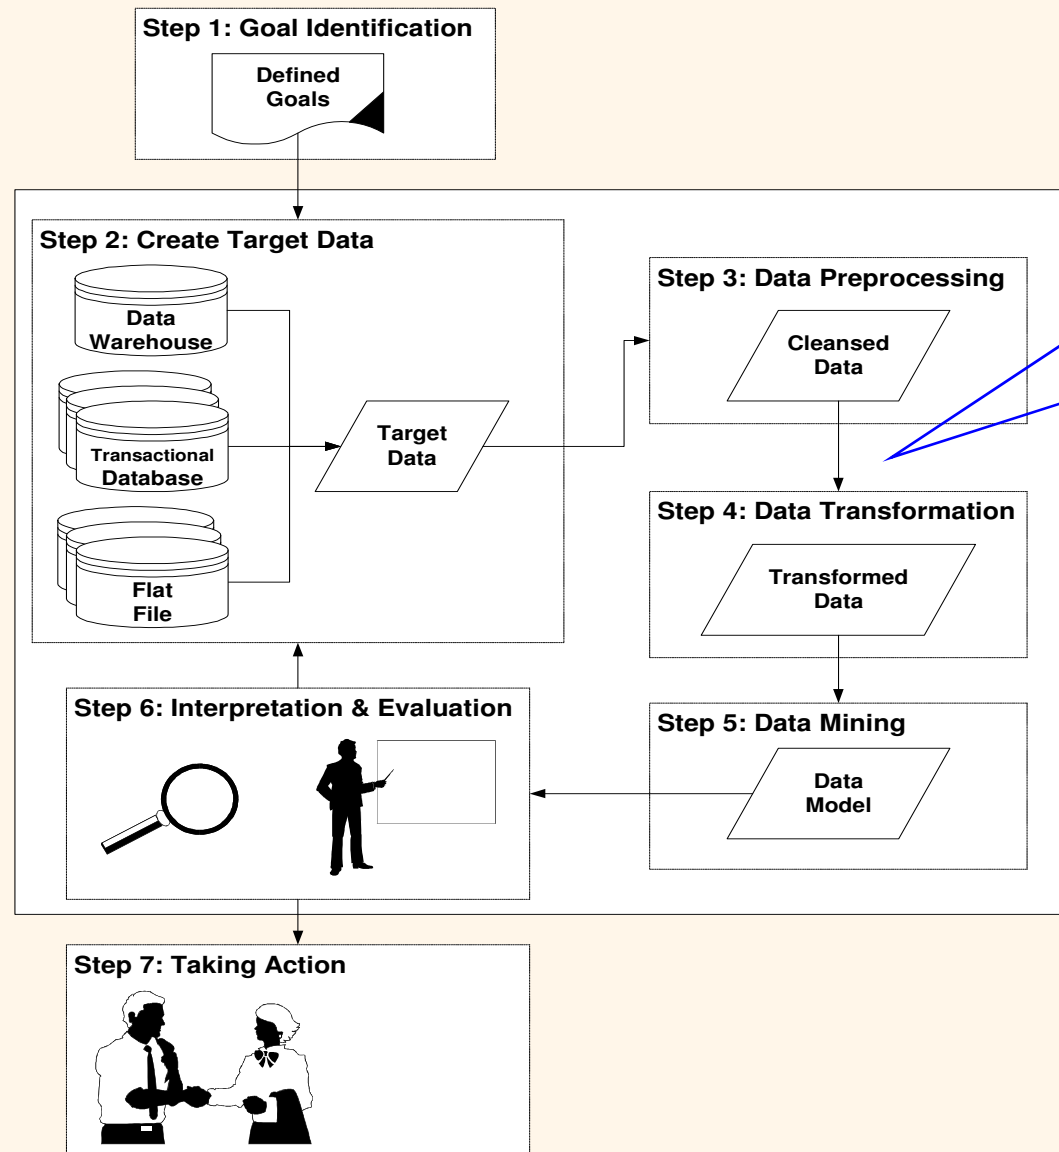 Step 1: Goal Identification
Defined
Goals
Step 2: Create Target Data
Data
Warehouse
Transactional
Database
Flat
File
Target
Data
Step 3: Data Preprocessing
Cleansed
Data
Step 4: Data Transformation
Transformed
Data
Step 5: Data Mining
Data
Model
Step 6: Interpretation & Evaluation
Step 7: Taking Action